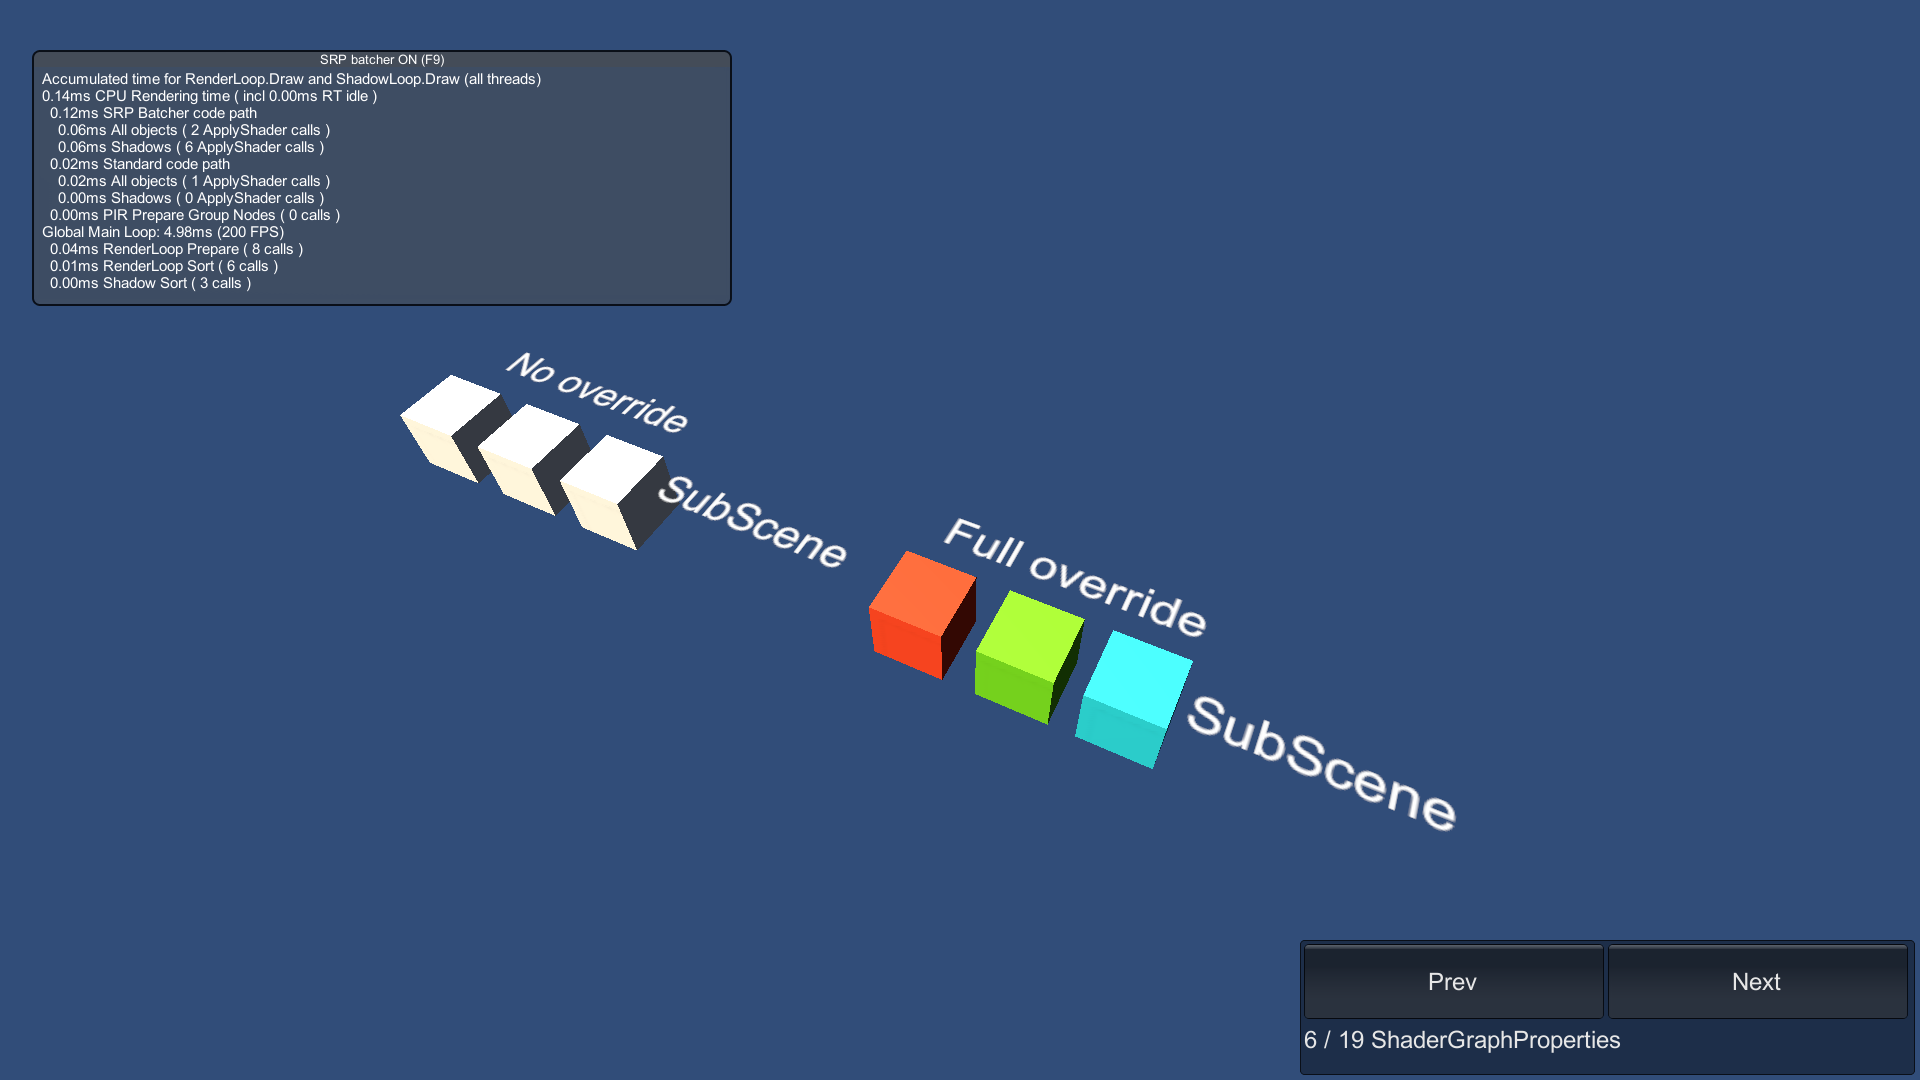 SRP batcher ON (F9)
Accumulated time for RenderLoop.Draw and ShadowLoop.Draw (all threads)
0.14ms CPU Rendering time ( incl 0.00ms RT idle )
0.12ms SRP Batcher code path
0.06ms All objects ( 2 ApplyShader calls )
0.06ms Shadows ( 6 ApplyShader calls )
0.02ms Standard code path
0.02ms All objects ( 1 ApplyShader calls )
0.00ms Shadows ( 0 ApplyShader calls )
0.00ms PIR Prepare Group Nodes ( 0 calls )
Global Main Loop: 4.98ms (200 FPS)
0.04ms RenderLoop Prepare ( 8 calls )
0.01ms RenderLoop Sort ( 6 calls )
0.00ms Shadow Sort ( 3 calls )
No override
SubScene
Full override
SubScene
Prev
Next
6 / 19 ShaderGraphProperties